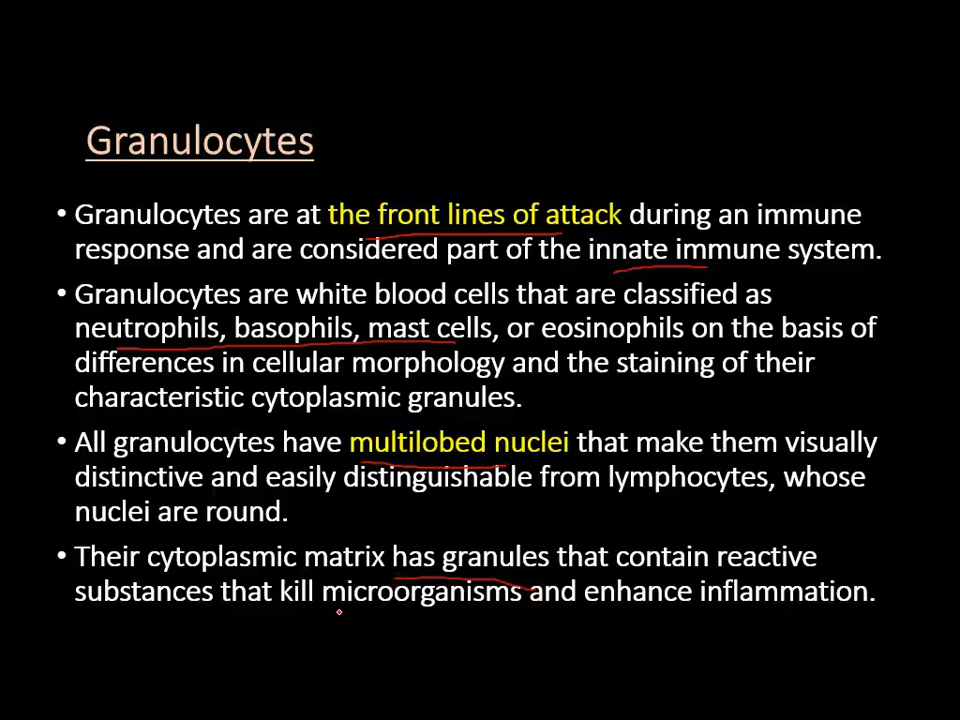 Granulocytes
• Granulocytes are at the front lines of attack during an immune
response and are considered part of the innate immune system.
• Granulocytes are white blood cells that are classified as
neutrophils, basophils, mast cells, or eosinophils on the basis of
differences in cellular morphology and the staining of their
characteristic cytoplasmic granules.
• All granulocytes have multilobed nuclei that make them visually
distinctive and easily distinguishable from lymphocytes, whose
nuclei are round.
• Their cytoplasmic matrix has granules that contain reactive
substances that kill microorganisms and enhance inflammation.